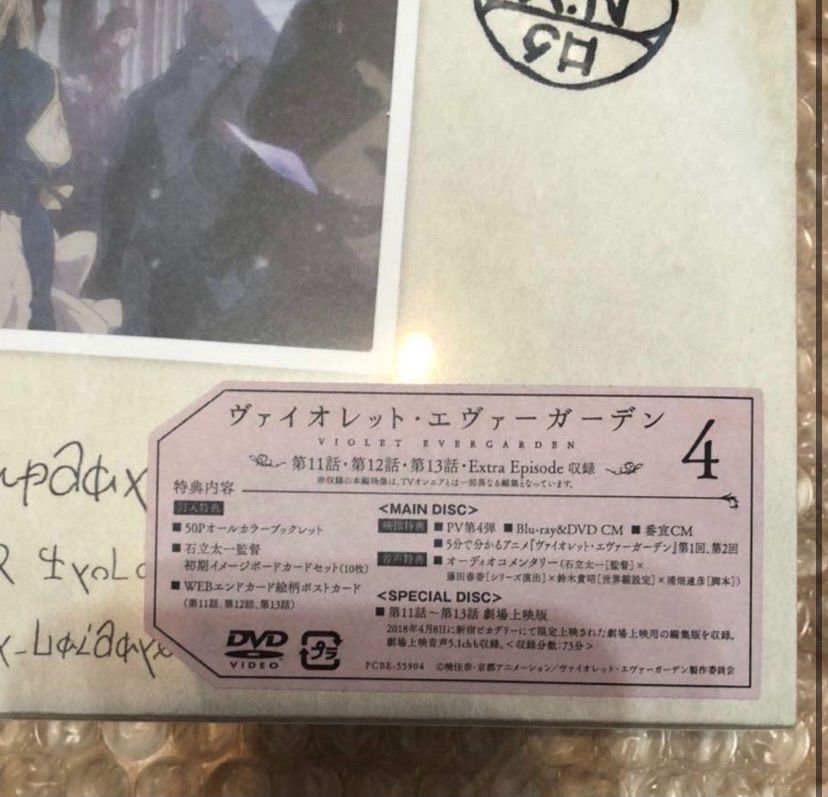 ヴァイオレット・エヴァーガーデン 4
VIOLET EVERGARDEN
第11話・第12話・第13話・Extra Episode 収録
※収録の本編映像は、TVオンエアとは一部異なる編集となっています。
特典内容
封入特典
■50Pオールカラーブックレット
■石立太一監督
初期イメージボードカードセット(10枚)
■WEBエンドカード絵柄ポストカード
(第11話、第12話、第13話)
<MAIN DISC>
映像特典 ■PV第4弾 ■Blu-ray&DVD CM ■番宣CM
■5分で分かるアニメ『ヴァイオレット・エヴァーガーデン』第1回、第2回
音声特典 ■オーディオコメンタリー(石立太一[監督]×
藤田春香[シリーズ演出]×鈴木貴昭[世界観設定]×浦畑達彦[脚本])
<SPECIAL DISC>
■第11話～第13話 劇場上映版
2018年4月8日に新宿ピカデリーにて限定上映された劇場上映用の編集版を収録。
劇場上映音声5.1chも収録。<収録分数:73分>
DVD
VIDEO
プラ
PCBE-55904 ©暁佳奈・京都アニメーション/ヴァイオレット・エヴァーガーデン製作委員会